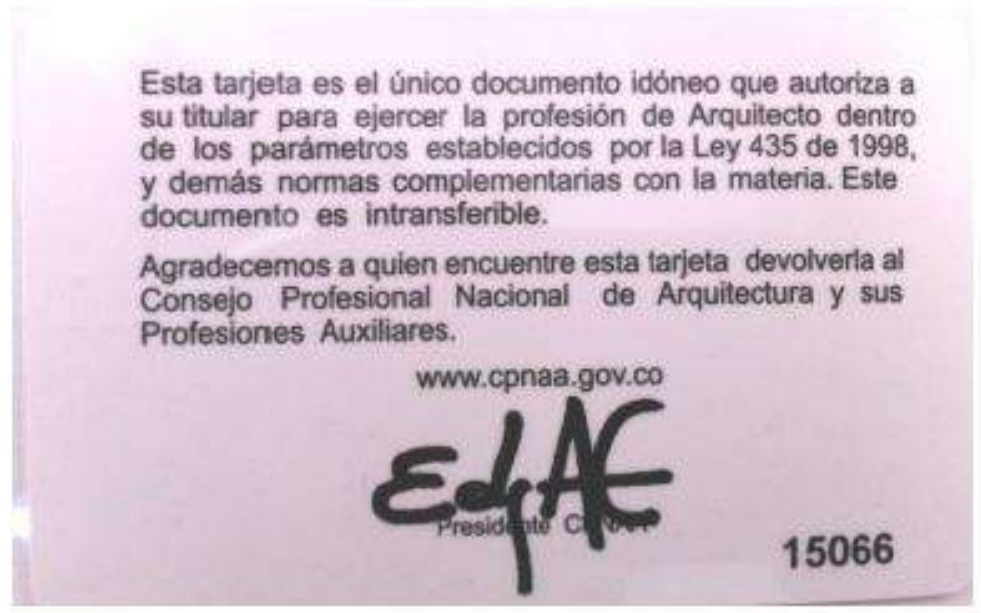 Esta tarjeta es el único documento idóneo que autoriza a
su titular para ejercer la profesión de Arquitecto dentro
de los parámetros establecidos por la Ley 435 de 1998,
y demás normas complementarias con la materia. Este
documento es intransferible.
Agradecemos a quien encuentre esta tarjeta devolverla al
Consejo Profesional Nacional de Arquitectura y sus
Profesiones Auxiliares.
www.cpnaa.gov.co
Presidente
15066